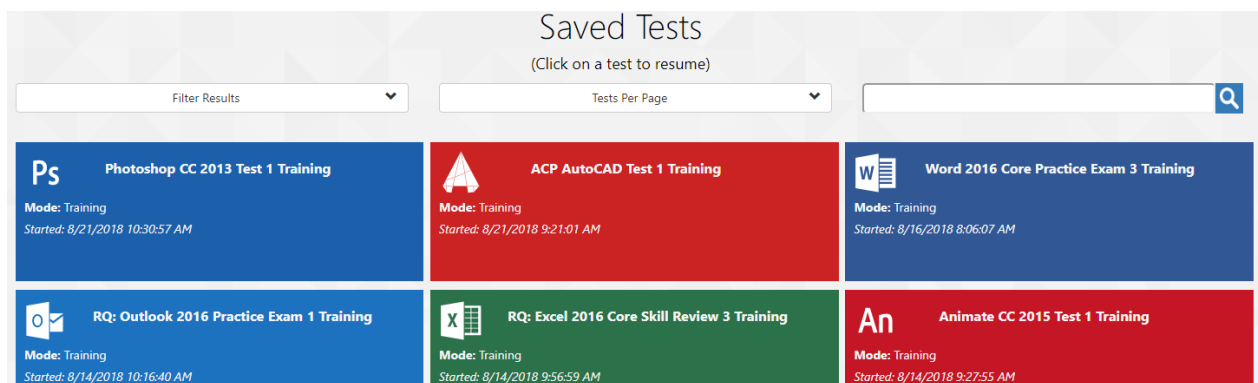 Saved Tests
(Click on a test to resume)
Filter Results
Tests Per Page
Ps
Photoshop CC 2013 Test 1 Training
Mode: Training
Started: 8/21/2018 10:30:57 AM
ACP AutoCAD Test 1 Training
Mode: Training
Started: 8/21/2018 9:21:01 AM
W
Word 2016 Core Practice Exam 3 Training
Mode: Training
Started: 8/16/2018 8:06:07 AM
O
RQ: Outlook 2016 Practice Exam 1 Training
Mode: Training
Started: 8/14/2018 10:16:40 AM
X
RQ: Excel 2016 Core Skill Review 3 Training
Mode: Training
Started: 8/14/2018 9:56:59 AM
An
Animate CC 2015 Test 1 Training
Mode: Training
Started: 8/14/2018 9:27:55 AM